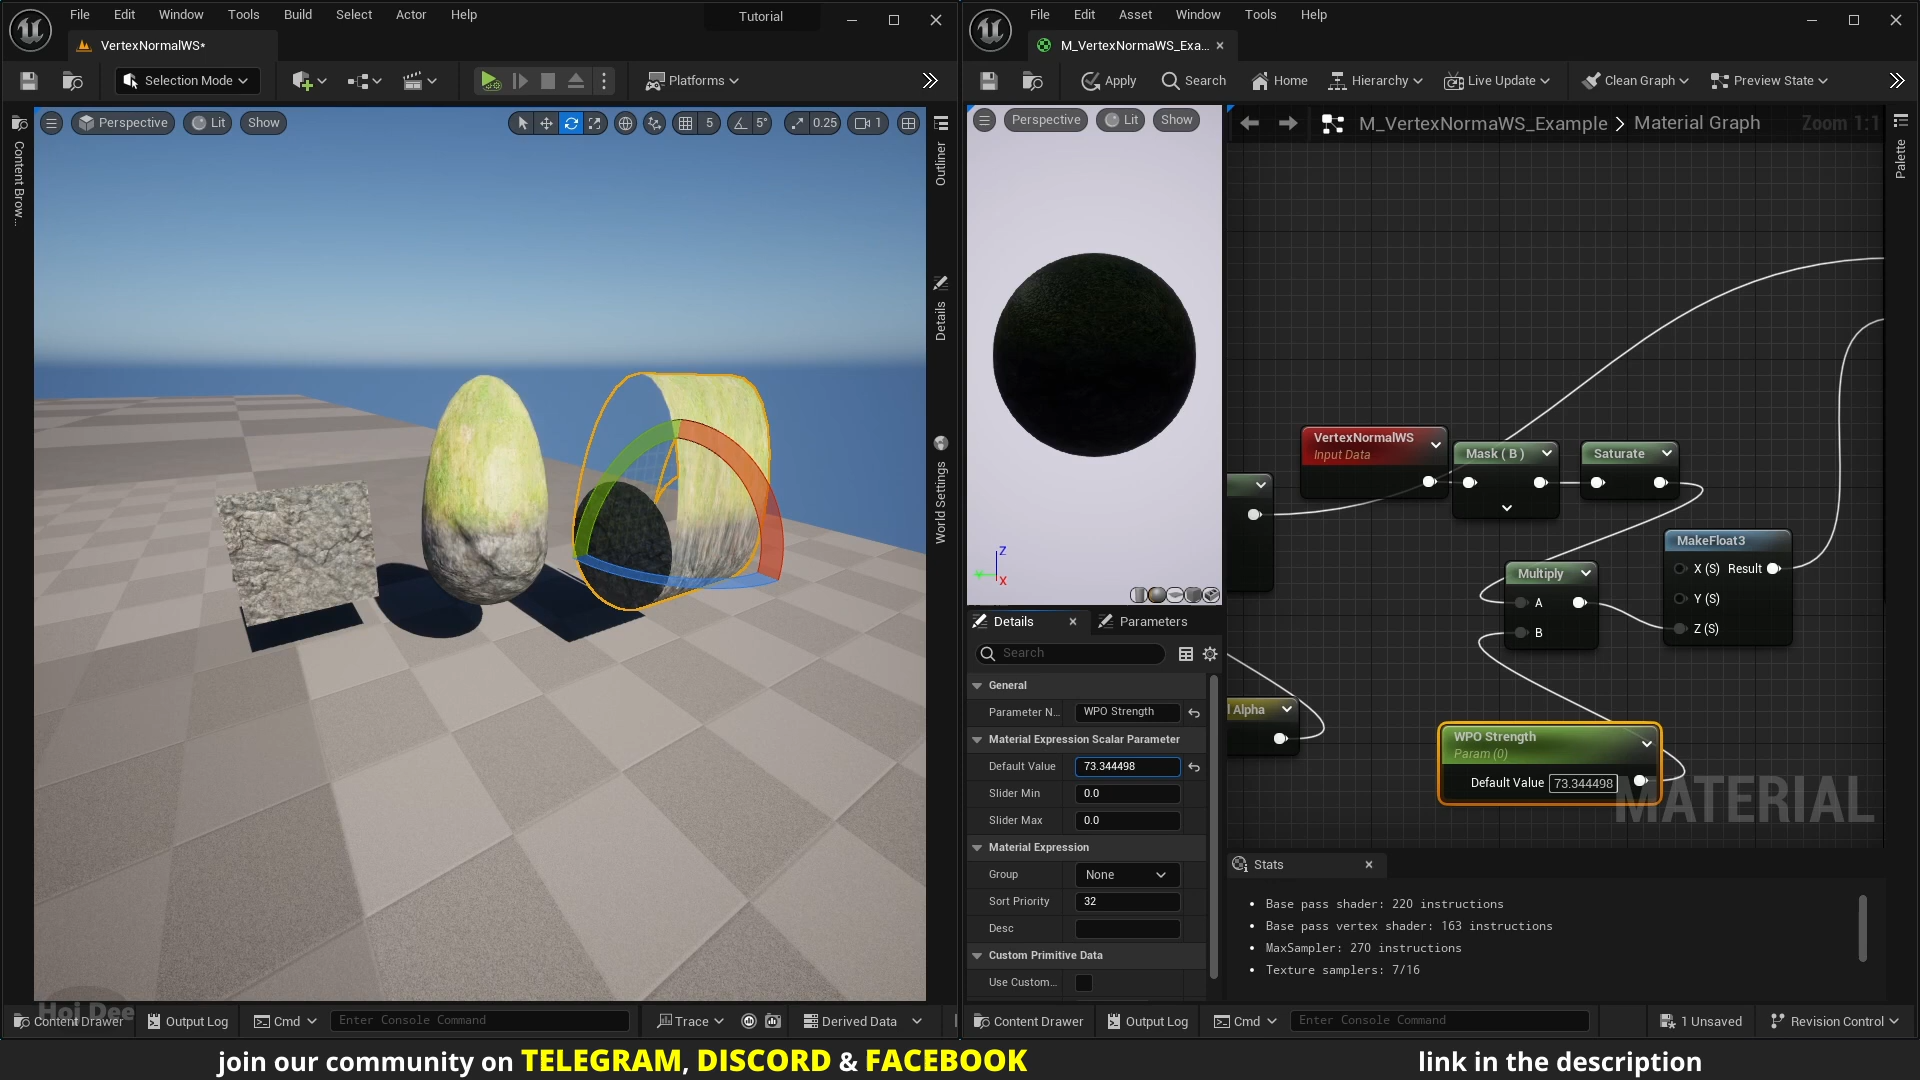 File Edit Window Tools Build Select Actor Help
Tutorial
VertexNormalWS*
Selection Mode
Platforms
Perspective Lit Show
5 5° 0.25 1
Content Brow...
Outliner
Details
World Settings
Hoi Dee
Content Drawer Output Log Cmd Enter Console Command Trace Derived Data
File Edit Asset Window Tools Help
M_VertexNormaWS_Exa...
Apply Search Home Hierarchy Live Update Clean Graph Preview State
Perspective Lit Show
Z
X
M_VertexNormaWS_Example > Material Graph Zoom 1:1
Palette
VertexNormalWS
Input Data
Mask ( B )
Saturate
MakeFloat3
X (S) Result
Y (S)
Z (S)
Multiply
A
B
l Alpha
WPO Strength
Param (0)
Default Value 73.344498
MATERIAL
Details Parameters
Search
General
Parameter N... WPO Strength
Material Expression Scalar Parameter
Default Value 73.344498
Slider Min 0.0
Slider Max 0.0
Material Expression
Group None
Sort Priority 32
Desc
Custom Primitive Data
Use Custom...
Stats
Base pass shader: 220 instructions
Base pass vertex shader: 163 instructions
MaxSampler: 270 instructions
Texture samplers: 7/16
Content Drawer Output Log Cmd Enter Console Command 1 Unsaved Revision Control
join our community on TELEGRAM, DISCORD & FACEBOOK
link in the description